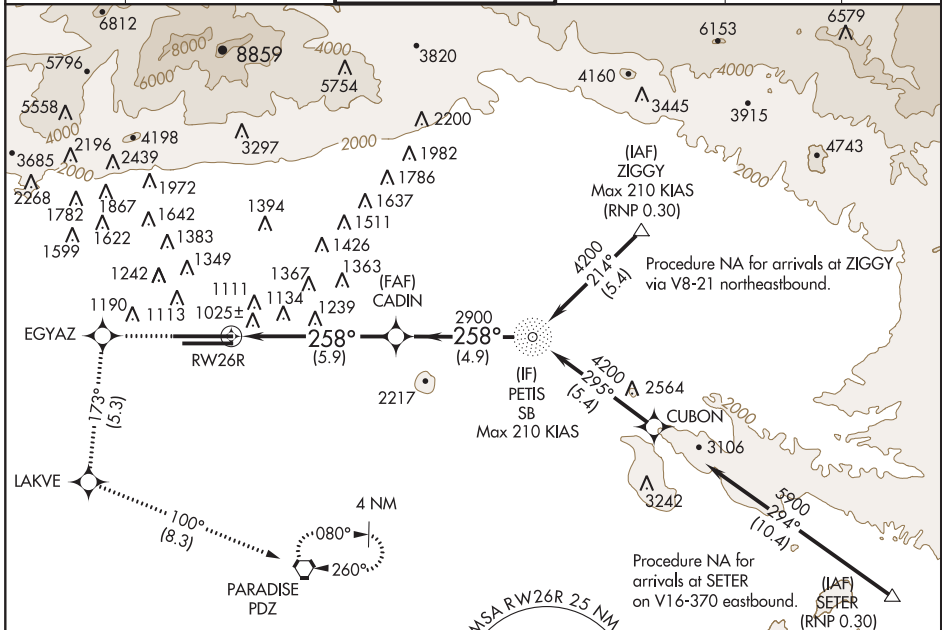 6812
8000
8859
4000
3820
6153
6579
5796
6000
5754
4160
4000
5558
3445
3915
4000
2196
4198
3297
2200
2000
3685
2439
1982
4743
2000
2000
2268
1972
1786
(IAF)
ZIGGY
Max 210 KIAS
(RNP 0.30)
1782
1867
1394
1637
1622
1642
1511
1599
1383
1426
4200
214°
(5.4)
Procedure NA for arrivals at ZIGGY
via V8-21 northeastbound.
1242
1349
1367
1363
(FAF)
CADIN
1190
1113
1111
1134
1239
1025±
2900
EGYAZ
258°
(5.9)
258°
(4.9)
RW26R
(IF)
PETIS
SB
Max 210 KIAS
4200
295°
(5.4)
2564
2217
2000
CUBON
173°
(5.3)
3106
LAKVE
3242
5900
294°
(10.4)
100°
(8.3)
4 NM
080°
260°
PARADISE
PDZ
Procedure NA for
arrivals at SETER
on V16-370 eastbound.
(IAF)
SETER
(RNP 0.30)
MSA RW26R 25 NM